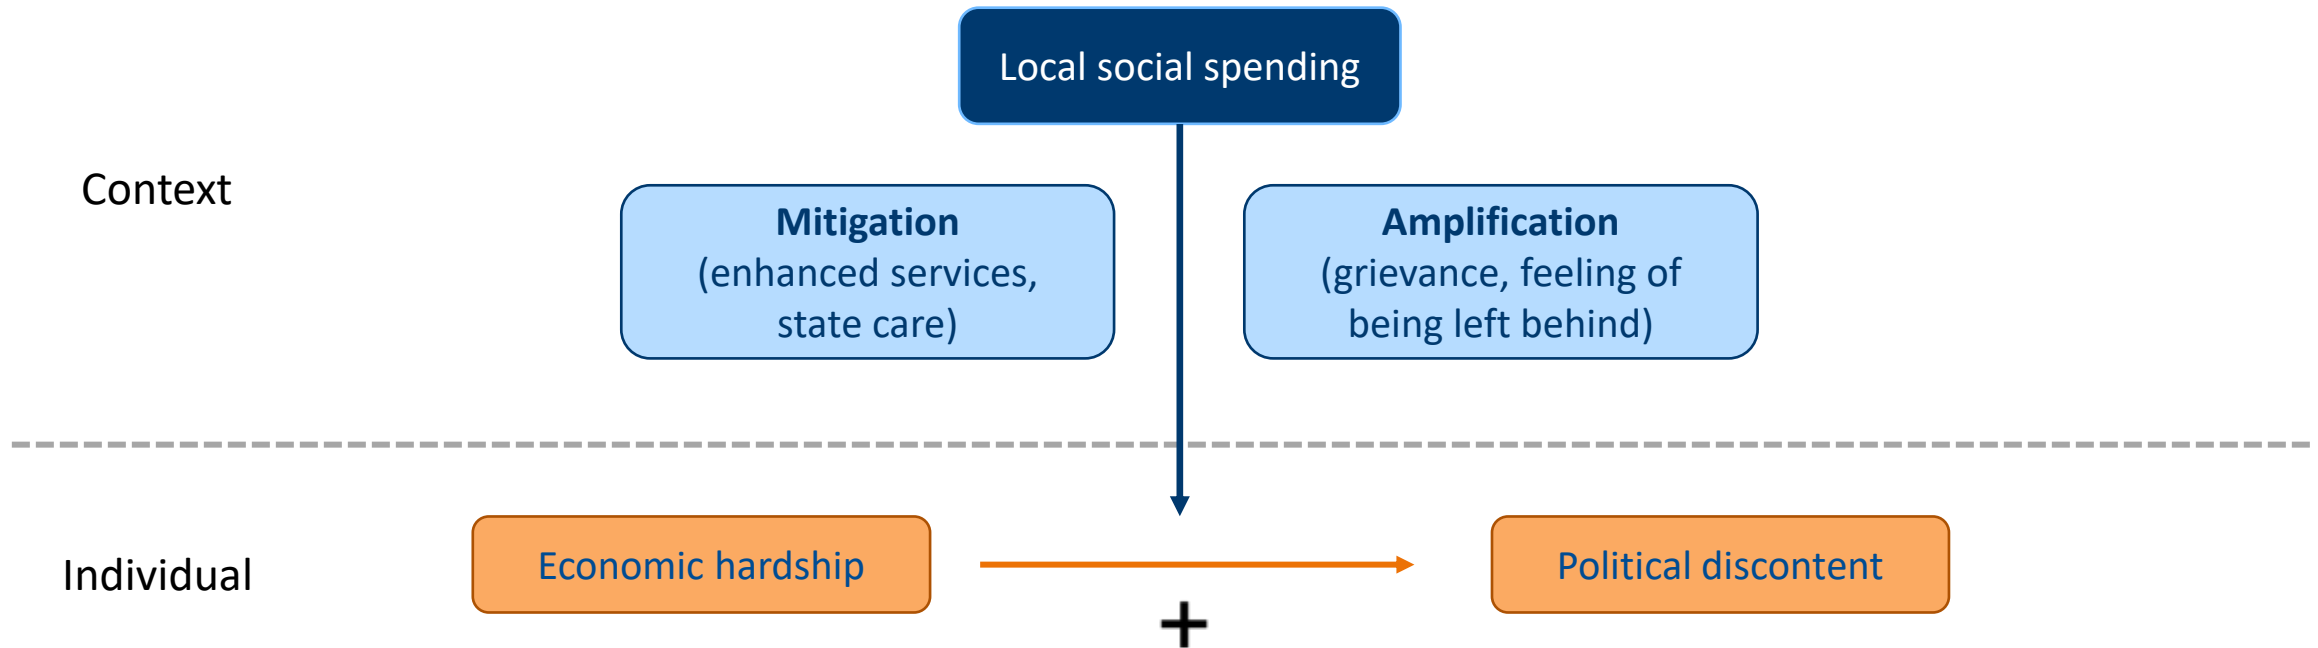 Local social spending
Context
Mitigation
(enhanced services,
state care)
Amplification
(grievance, feeling of
being left behind)
Individual
Economic hardship
Political discontent
+